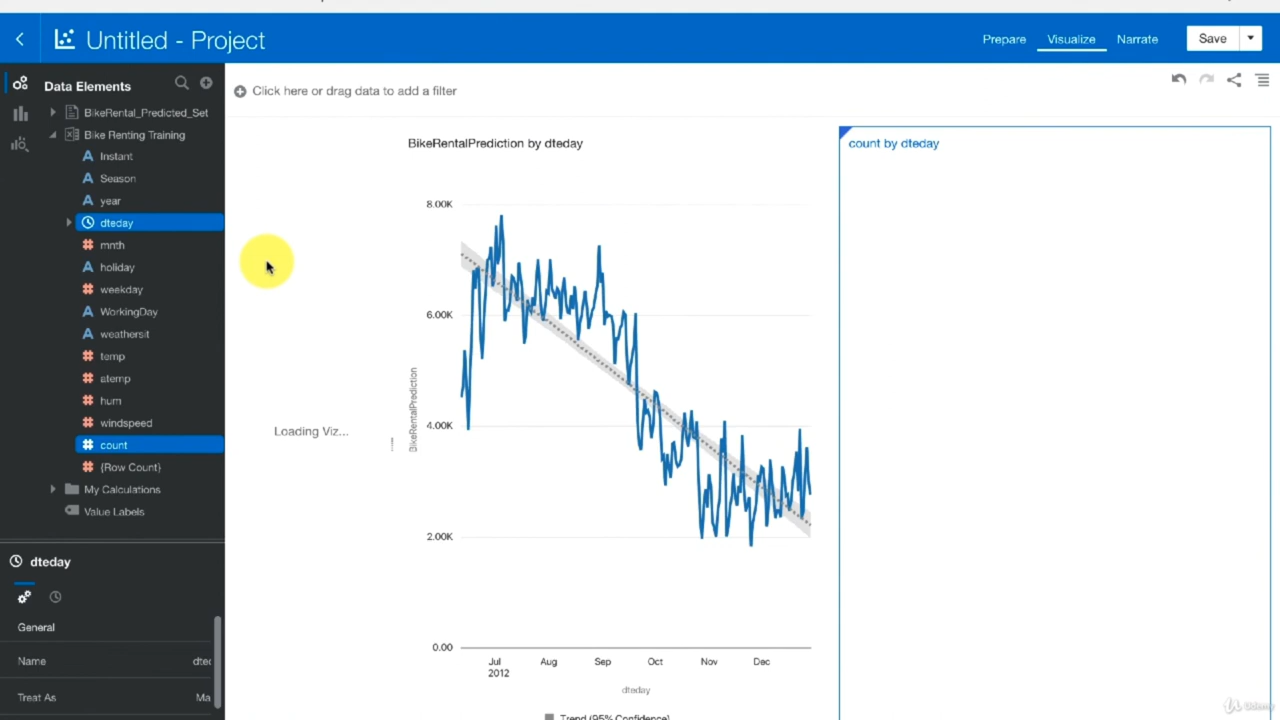 Untitled - Project
Prepare
Visualize
Narrate
Save
Data Elements
BikeRental_Predicted_Set
Bike Renting Training
A Instant
A Season
A year
dteday
# mnth
A holiday
# weekday
A WorkingDay
A weathersit
# temp
# atemp
# hum
# windspeed
# count
# {Row Count}
My Calculations
Value Labels
dteday
General
Name dted
Treat As Ma
Click here or drag data to add a filter
Loading Viz...
BikeRentalPrediction by dteday
8.00K
6.00K
4.00K
2.00K
0.00
BikeRentalPrediction
Jul Aug Sep Oct Nov Dec
2012
dteday
Trend (95% Confidence)
count by dteday
Udemy